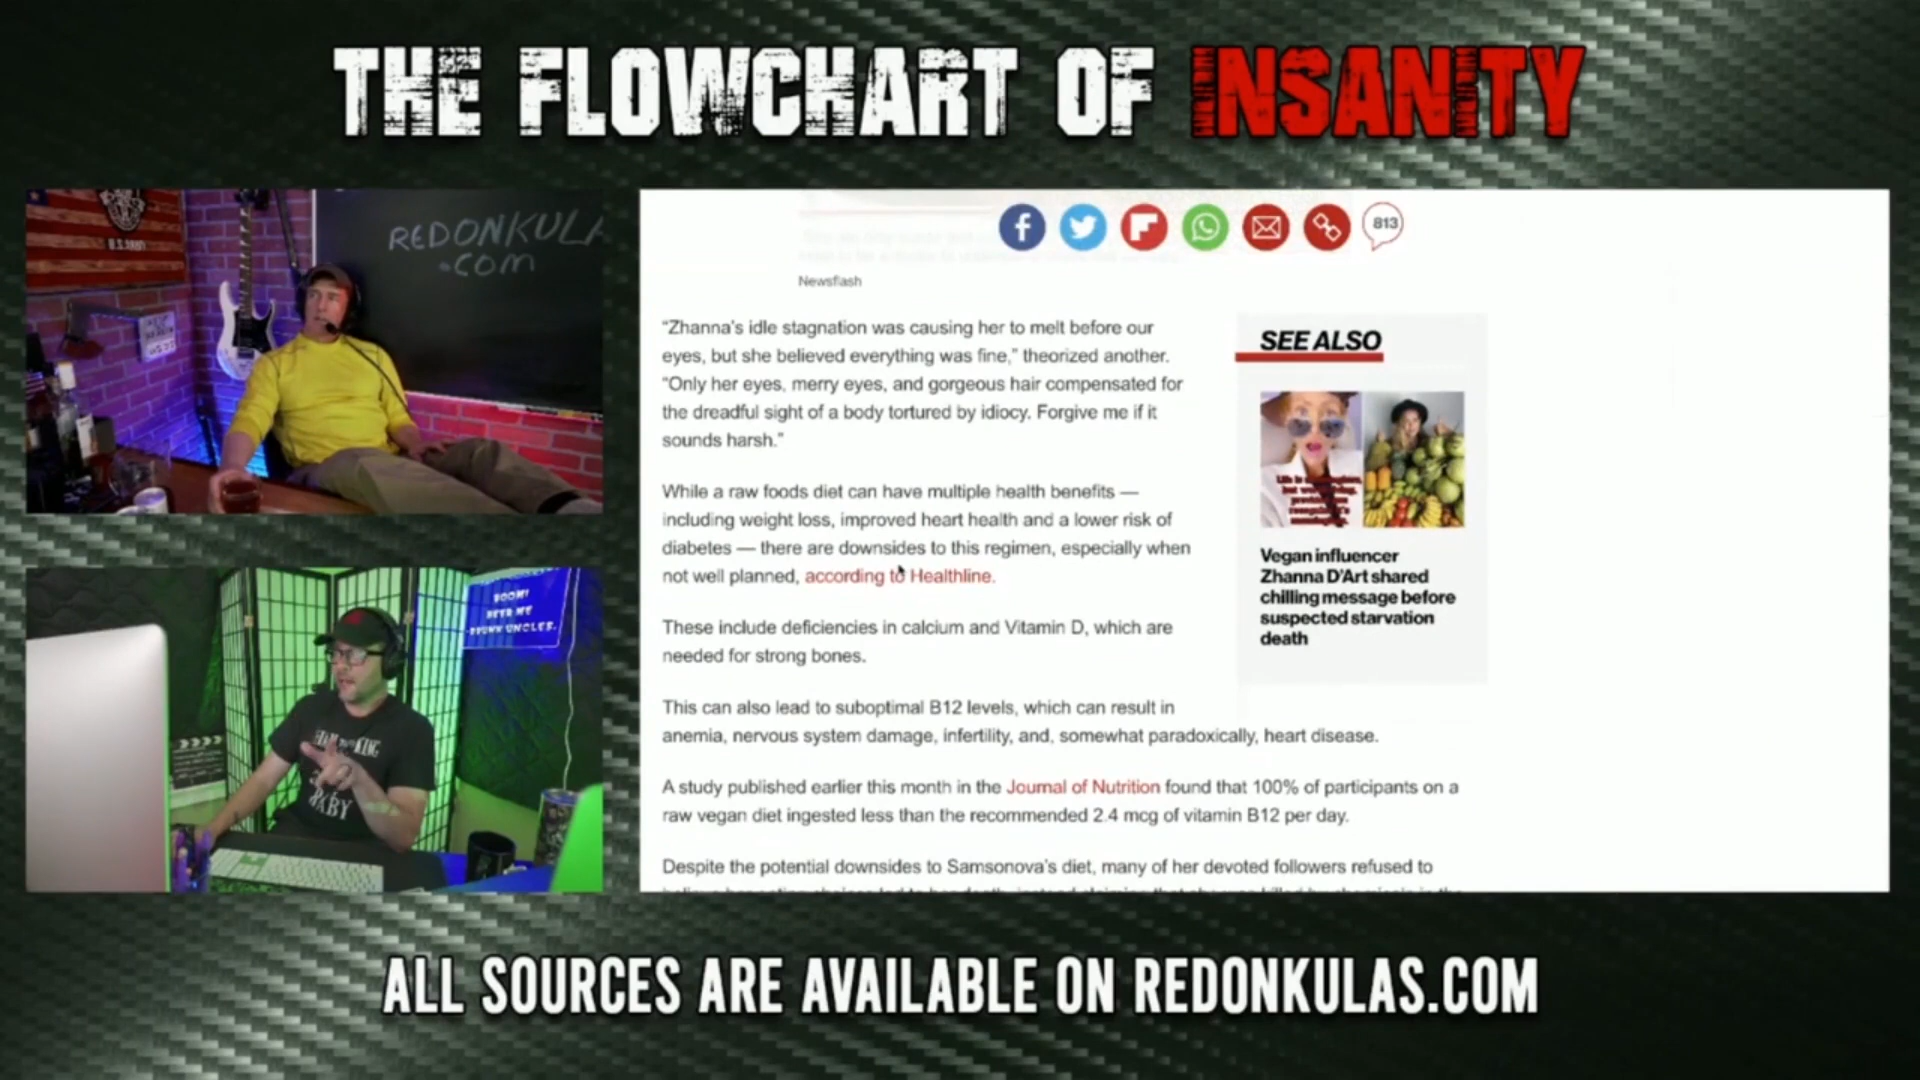 THE FLOWCHART OF INSANITY
U.S. ARMY
REDONKULA
.COM
813
Newsflash
“Zhanna’s idle stagnation was causing her to melt before our
eyes, but she believed everything was fine,” theorized another.
“Only her eyes, merry eyes, and gorgeous hair compensated for
the dreadful sight of a body tortured by idiocy. Forgive me if it
sounds harsh.”
While a raw foods diet can have multiple health benefits —
including weight loss, improved heart health and a lower risk of
diabetes — there are downsides to this regimen, especially when
not well planned, according to Healthline.
These include deficiencies in calcium and Vitamin D, which are
needed for strong bones.
This can also lead to suboptimal B12 levels, which can result in
anemia, nervous system damage, infertility, and, somewhat paradoxically, heart disease.
A study published earlier this month in the Journal of Nutrition found that 100% of participants on a
raw vegan diet ingested less than the recommended 2.4 mcg of vitamin B12 per day.
Despite the potential downsides to Samsonova’s diet, many of her devoted followers refused to
SEE ALSO
Vegan influencer
Zhanna D’Art shared
chilling message before
suspected starvation
death
BOOM!
BEER ME
DRUNK UNCLES.
BABY
ALL SOURCES ARE AVAILABLE ON REDONKULAS.COM